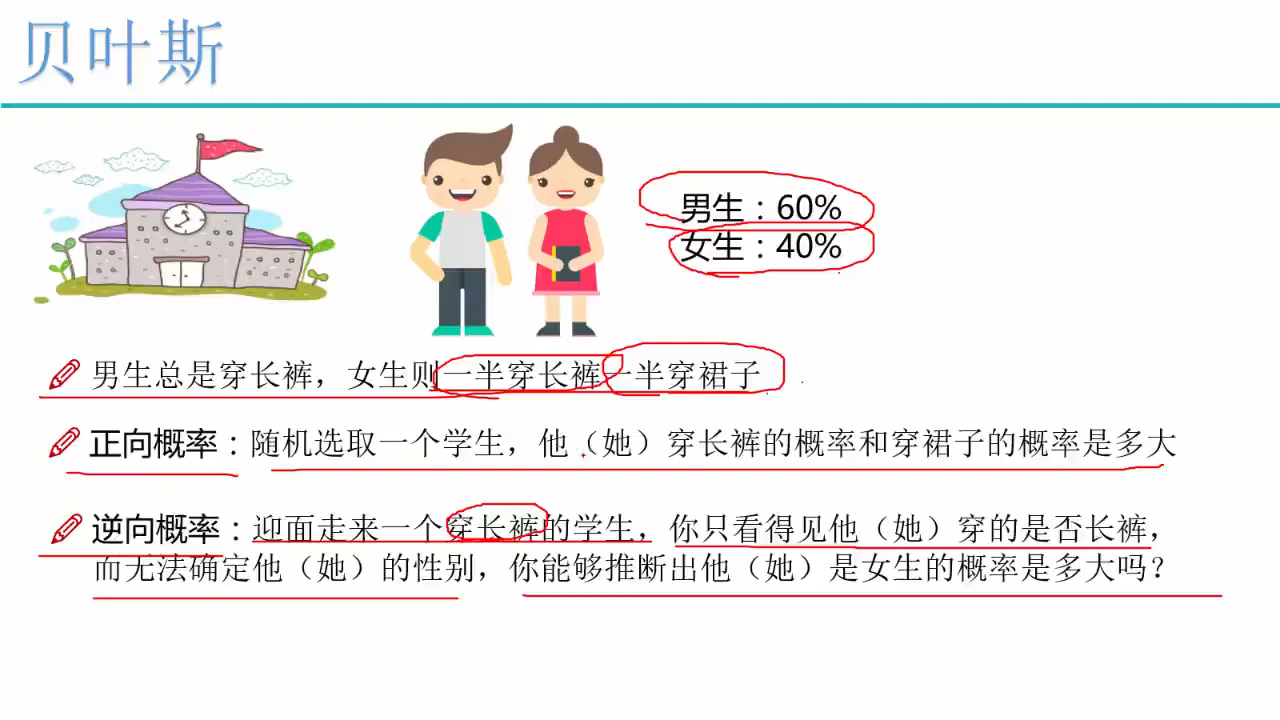 贝叶斯
男生：60%
女生：40%
男生总是穿长裤，女生则一半穿长裤一半穿裙子
正向概率：随机选取一个学生，他（她）穿长裤的概率和穿裙子的概率是多大
逆向概率：迎面走来一个穿长裤的学生，你只看得见他（她）穿的是否长裤，
而无法确定他（她）的性别，你能够推断出他（她）是女生的概率是多大吗？